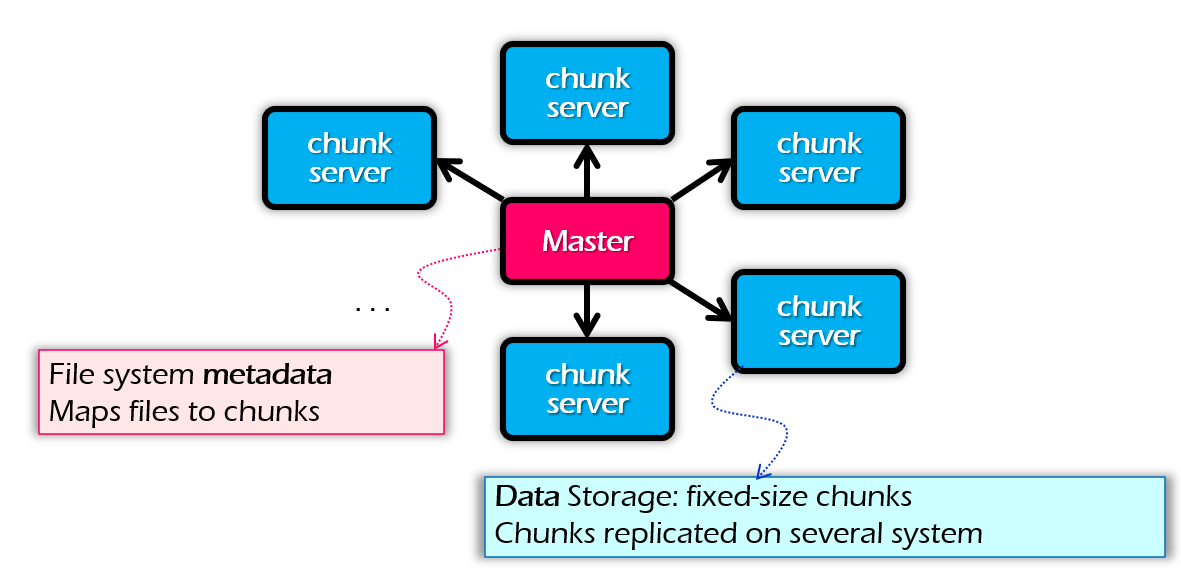 chunk
server
chunk
server
chunk
server
Master
chunk
server
. . .
chunk
server
File system metadata
Maps files to chunks
Data Storage: fixed-size chunks
Chunks replicated on several system